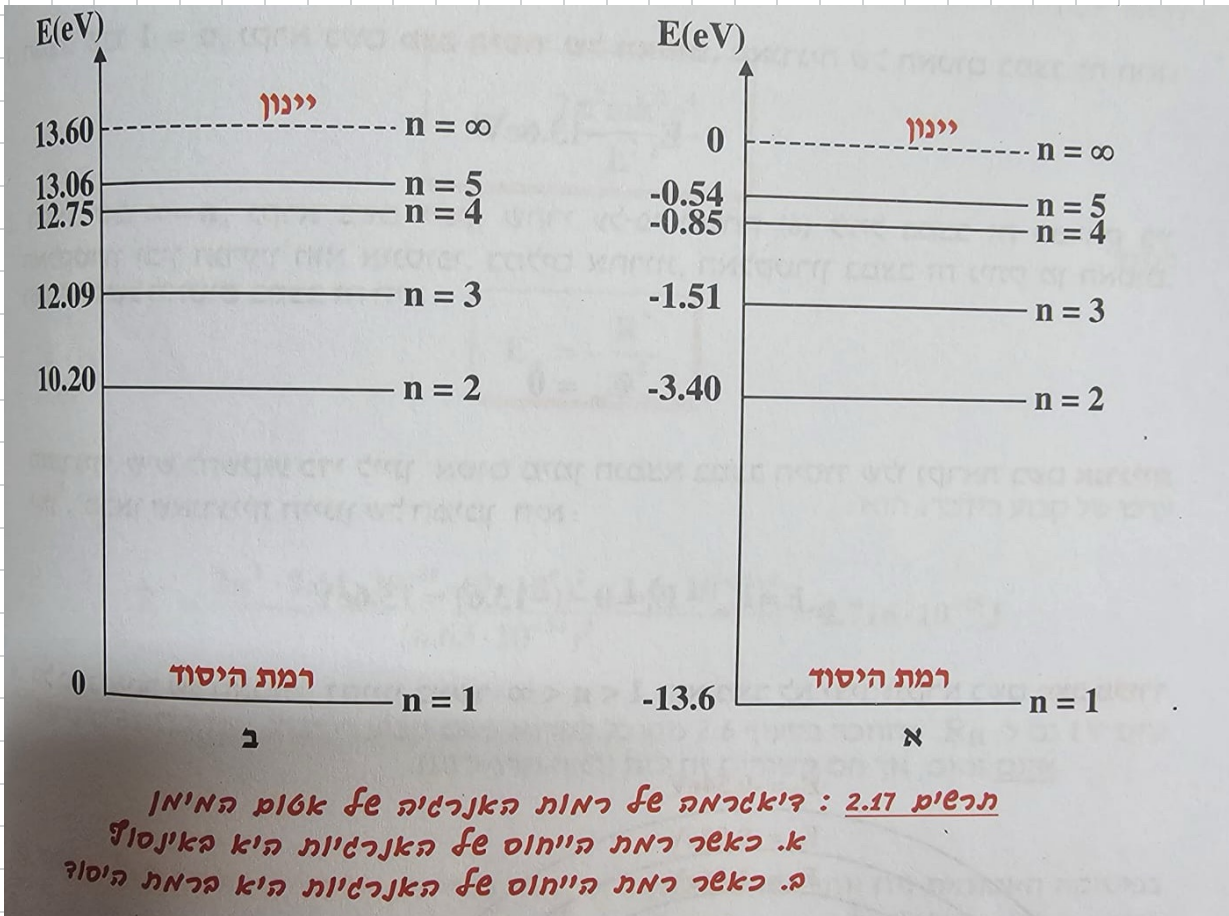 E(eV)
יינון
13.60 n = ∞
13.06 n = 5
12.75 n = 4
12.09 n = 3
10.20 n = 2
רמת היסוד
0 n = 1
ב
E(eV)
יינון
0 n = ∞
-0.54 n = 5
-0.85 n = 4
-1.51 n = 3
-3.40 n = 2
רמת היסוד
-13.6 n = 1
א
תרשים 2.17 : דיאגרמה של רמות האנרגיה של אטום המימן
א. כאשר רמת הייחוס של האנרגיות היא באינסוף
ב. כאשר רמת הייחוס של האנרגיות היא ברמת היסוד